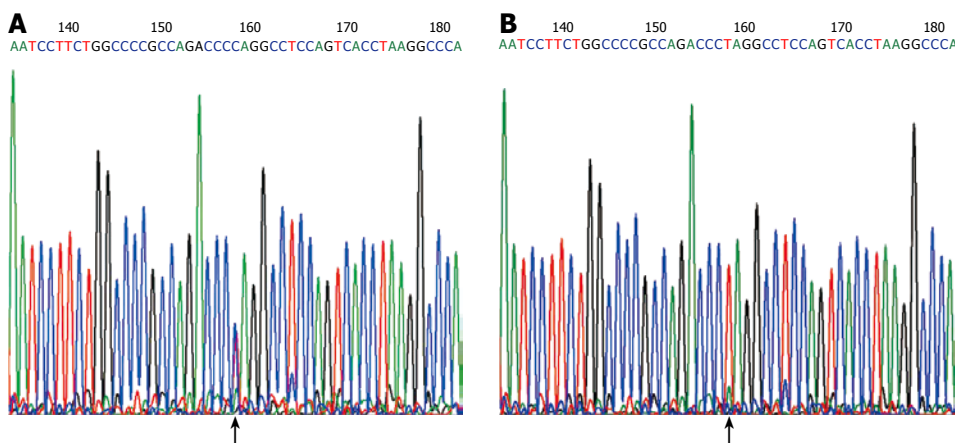 A
140 150 160 170 180
AATCCTTCTGGCCCCGCCAGACCCCAGGCCTCCAGTCACCTAAGGCCCA
B
140 150 160 170 180
AATCCTTCTGGCCCCGCCAGACCCTAGGCCTCCAGTCACCTAAGGCCCA